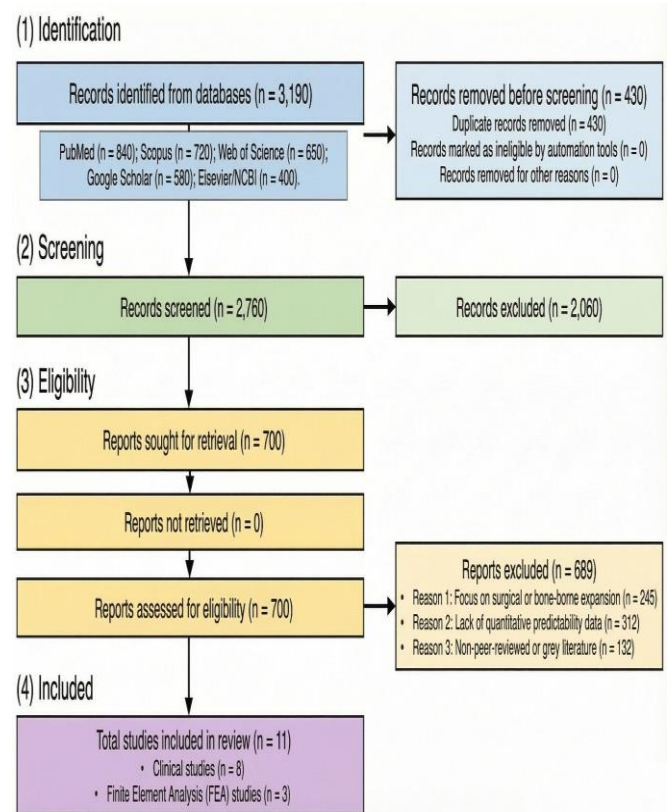 (1) Identification
Records identified from databases (n = 3,190)
PubMed (n = 840); Scopus (n = 720); Web of Science (n = 650);
Google Scholar (n = 580); Elsevier/NCBI (n = 400).
Records removed before screening (n = 430)
Duplicate records removed (n = 430)
Records marked as ineligible by automation tools (n = 0)
Records removed for other reasons (n = 0)
(2) Screening
Records screened (n = 2,760)
Records excluded (n = 2,060)
(3) Eligibility
Reports sought for retrieval (n = 700)
Reports not retrieved (n = 0)
Reports assessed for eligibility (n = 700)
Reports excluded (n = 689)
• Reason 1: Focus on surgical or bone-borne expansion (n = 245)
• Reason 2: Lack of quantitative predictability data (n = 312)
• Reason 3: Non-peer-reviewed or grey literature (n = 132)
(4) Included
Total studies included in review (n = 11)
• Clinical studies (n = 8)
• Finite Element Analysis (FEA) studies (n = 3)